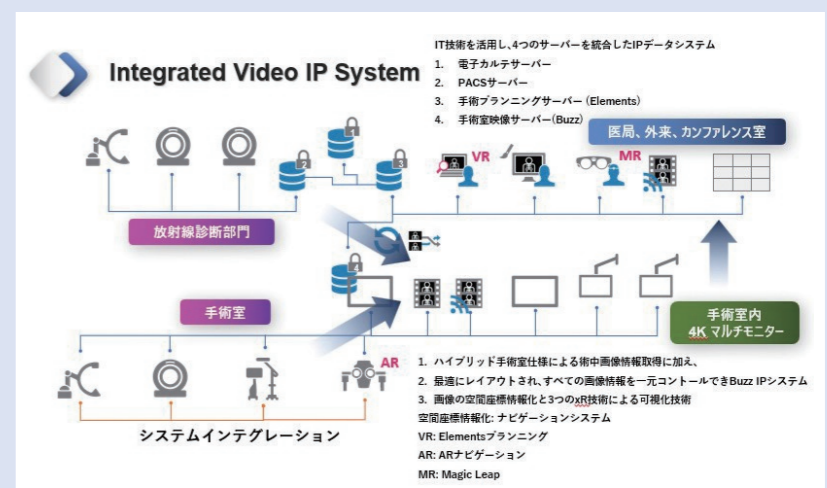 Integrated Video IP System
IT技術を活用し、4つのサーバーを統合したIPデータシステム
1. 電子カルテサーバー
2. PACSサーバー
3. 手術プランニングサーバー (Elements)
4. 手術室映像サーバー(Buzz)
医局、外来、カンファレンス室
1
2
3
VR
MR
放射線診断部門
4
手術室
手術室内
4K マルチモニター
AR
システムインテグレーション
1. ハイブリッド手術室仕様による術中画像情報取得に加え、
2. 最適にレイアウトされ、すべての画像情報を一元コントロールできBuzz IPシステム
3. 画像の空間座標情報化と3つのxR技術による可視化技術
空間座標情報化: ナビゲーションシステム
VR: Elementsプランニング
AR: ARナビゲーション
MR: Magic Leap